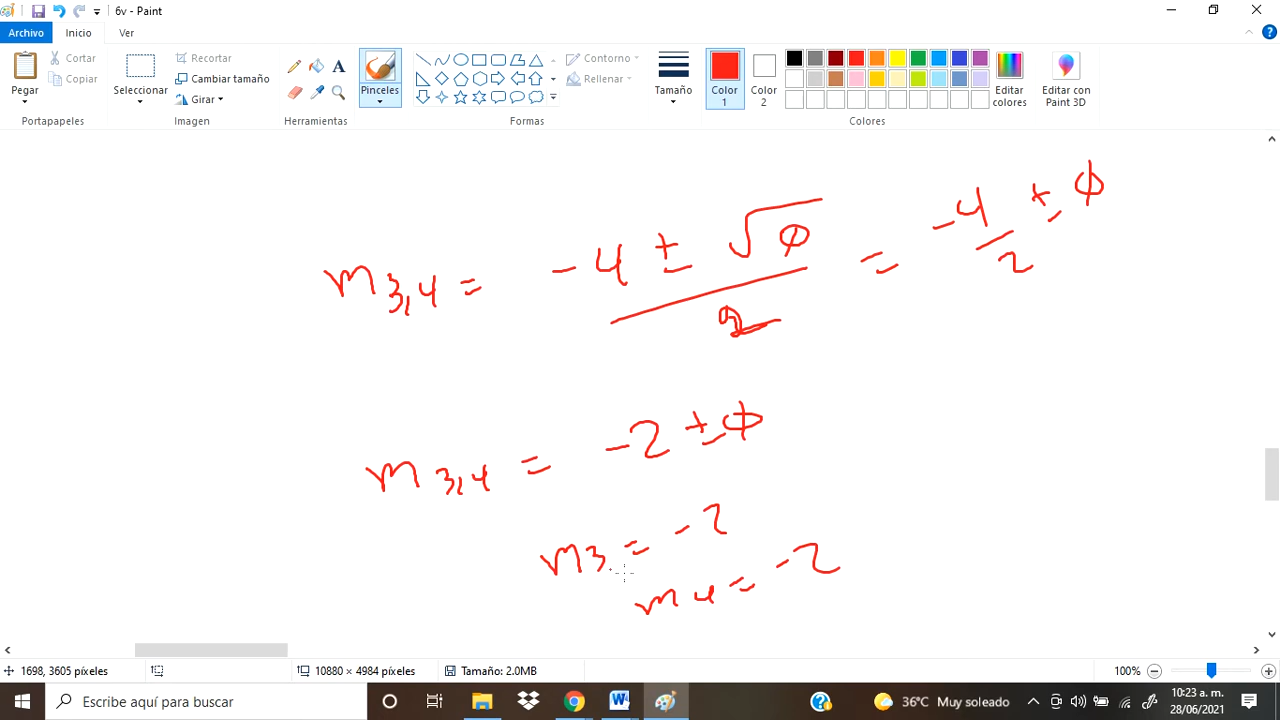 6v - Paint
Archivo Inicio Ver
Pegar
Cortar
Copiar
Portapapeles
Seleccionar
Recortar
Cambiar tamaño
Girar
Imagen
A
Herramientas
Pinceles
Contorno
Rellenar
Formas
Tamaño
Color 1
Color 2
Editar colores
Colores
Editar con Paint 3D
m3,4 = -4 ± √φ / 2 = -4/2 ± φ
m3,4 = -2 ± φ
m3 = -2
m4 = -2
1698, 3605 píxeles
10880 × 4984 píxeles
Tamaño: 2.0MB
100%
Escribe aquí para buscar
36°C Muy soleado
10:23 a. m.
28/06/2021